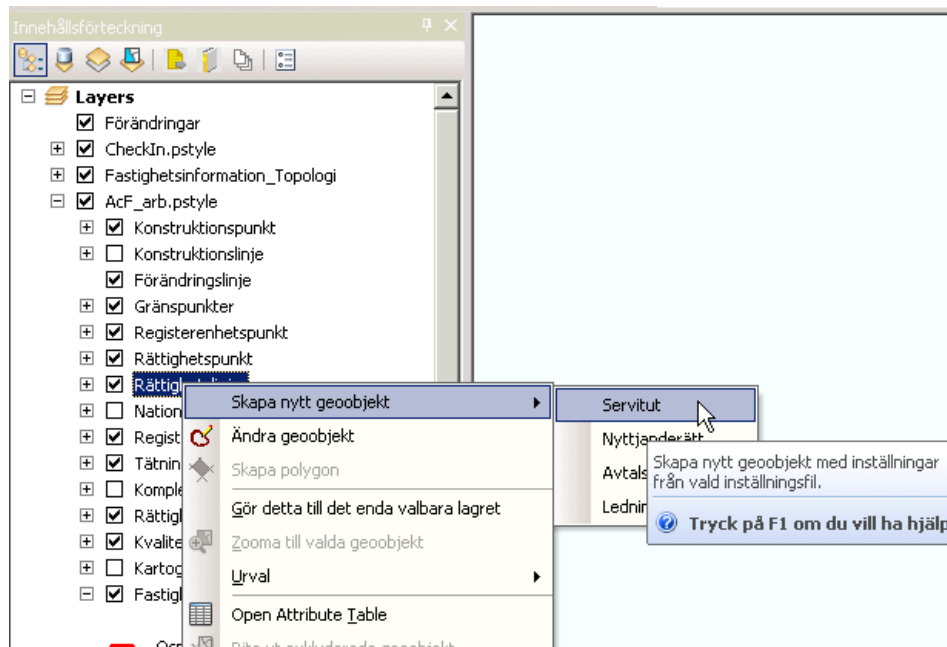 Innehållsförteckning
Layers
Förändringar
CheckIn.pstyle
Fastighetsinformation_Topologi
AcF_arb.pstyle
Konstruktionspunkt
Konstruktionslinje
Förändringslinje
Gränspunkter
Registerenhetspunkt
Rättighetspunkt
Skapa nytt geoobjekt
Ändra geoobjekt
Skapa polygon
Gör detta till det enda valbara lagret
Zooma till valda geoobjekt
Urval
Open Attribute Table
Servitut
Nyttjanderätt
Skapa nytt geoobjekt med inställningar
från vald inställningsfil.
Tryck på F1 om du vill ha hjälp